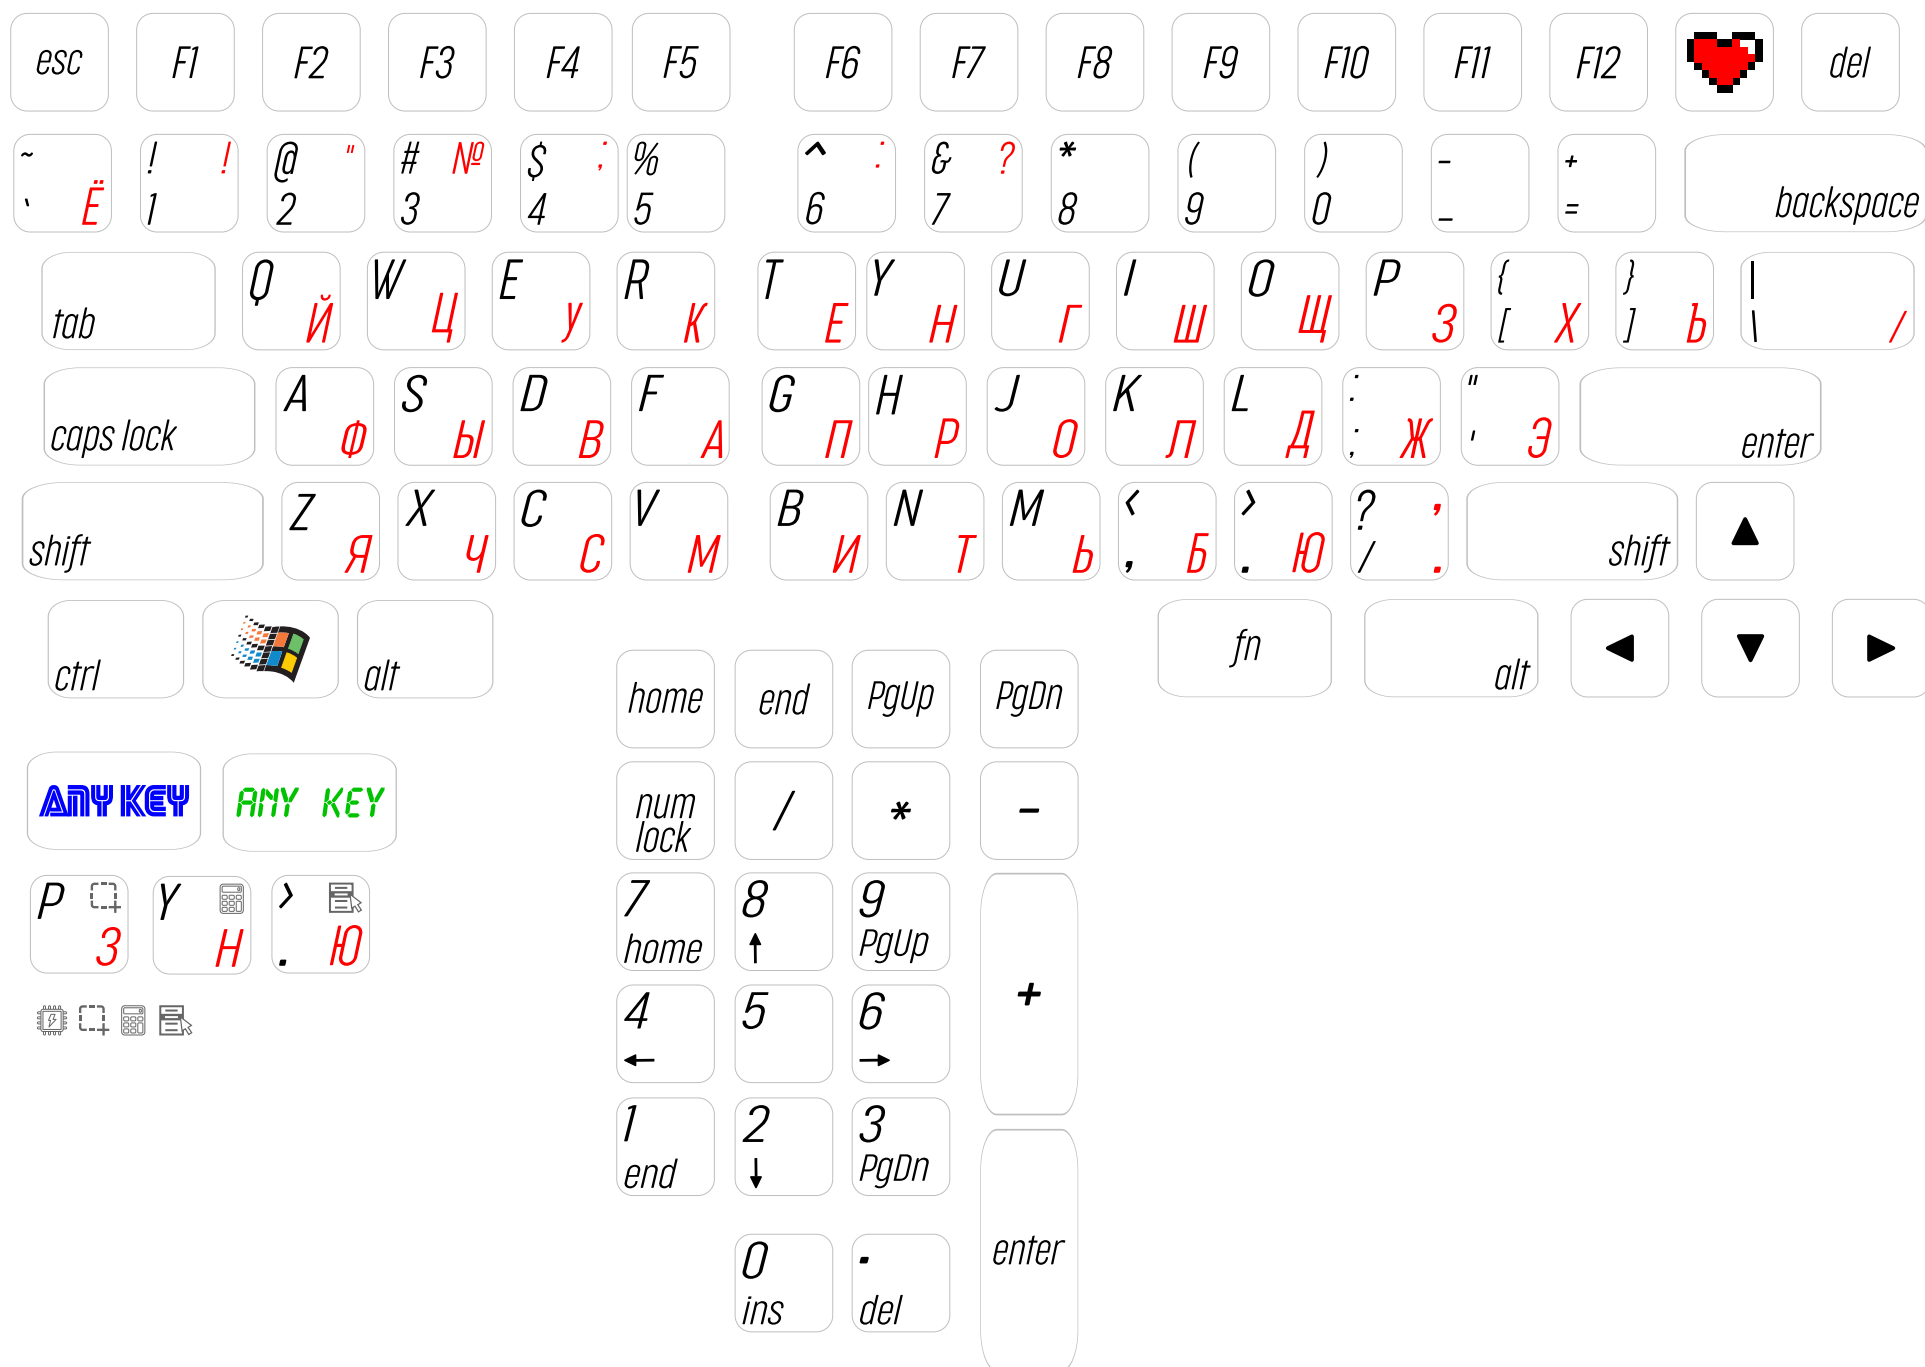 esc F1 F2 F3 F4 F5 F6 F7 F8 F9 F10 F11 F12 del
~ ! ! @ " # № $ ; % ^ : & ? * ( ) - +
` Ё 1 2 3 4 5 6 7 8 9 0 _ = backspace
Q W E R T Y U I O P { } |
tab Й Ц У К Е Н Г Ш Щ З [ Х ] Ъ \ /
A S D F G H J K L : "
caps lock Ф Ы В А П Р О Л Д ; Ж ' Э enter
Z X C V B N M < > ? ,
shift Я Ч С М И Т Ь , Б . Ю / . shift
ctrl alt fn alt
home end PgUp PgDn
ANY KEY ANY KEY
num
lock / * -
P Y >
З Н . Ю
7 8 9
home ↑ PgUp
+
4 5 6
← →
1 2 3
end ↓ PgDn
enter
0 .
ins del